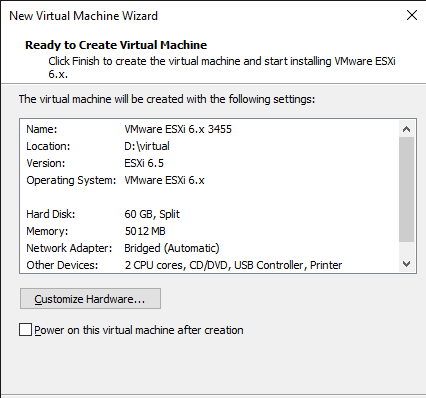 New Virtual Machine Wizard
Ready to Create Virtual Machine
Click Finish to create the virtual machine and start installing VMware ESXi
6.x.
The virtual machine will be created with the following settings:
Name: VMware ESXi 6.x 3455
Location: D:\virtual
Version: ESXi 6.5
Operating System: VMware ESXi 6.x
Hard Disk: 60 GB, Split
Memory: 5012 MB
Network Adapter: Bridged (Automatic)
Other Devices: 2 CPU cores, CD/DVD, USB Controller, Printer
Customize Hardware...
Power on this virtual machine after creation